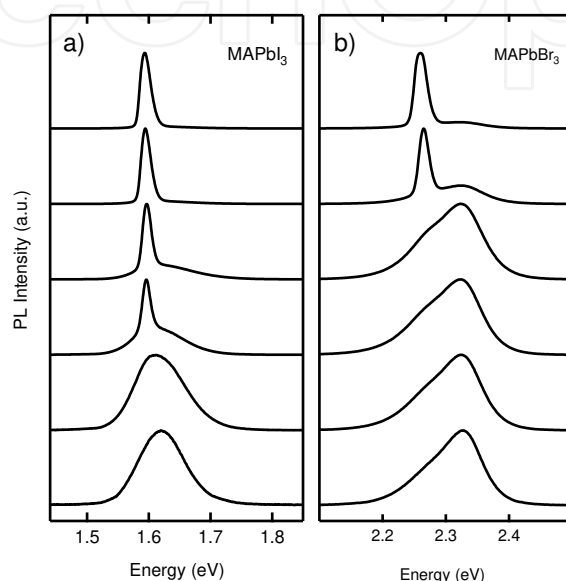 a)
MAPbI₃
b)
MAPbBr₃
PL Intensity (a.u.)
1.5 1.6 1.7 1.8
2.2 2.3 2.4
Energy (eV)
Energy (eV)